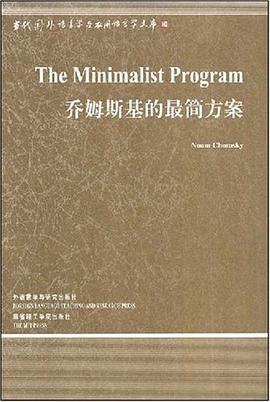 当代国外语言学与应用语言学文库
The Minimalist Program
乔姆斯基的最简方案
Noam Chomsky
外语教学与研究出版社
FOREIGN LANGUAGE TEACHING AND RESEARCH PRESS
麻省理工学院出版社
THE MIT PRESS